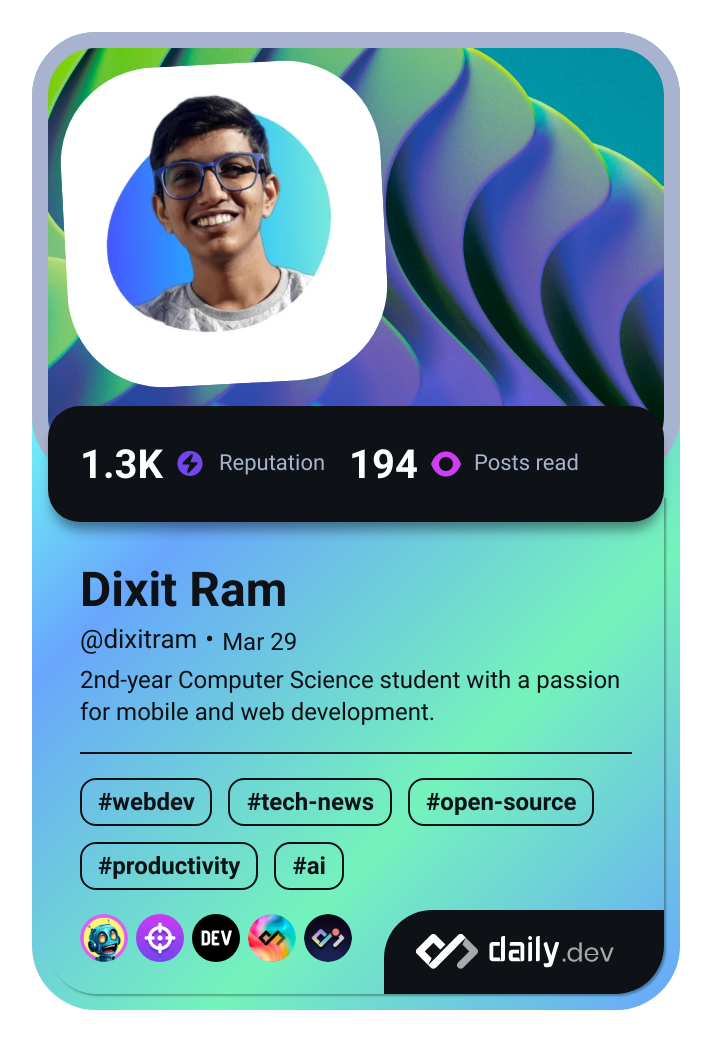 1.3K Reputation 194 Posts read
Dixit Ram
@dixitram • Mar 29
2nd-year Computer Science student with a passion
for mobile and web development.
#webdev #tech-news #open-source
#productivity #ai
DEV daily.dev